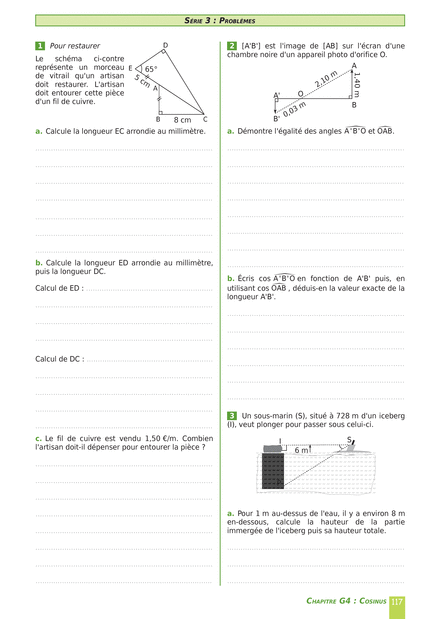 SÉRIE 3 : PROBLÈMES
1 Pour restaurer
Le schéma ci-contre
représente un morceau
de vitrail qu'un artisan
doit restaurer. L'artisan
doit entourer cette pièce
d'un fil de cuivre.
D
E
65°
5 cm
A
B
8 cm
C
a. Calcule la longueur EC arrondie au millimètre.
b. Calcule la longueur ED arrondie au millimètre,
puis la longueur DC.
Calcul de ED :
Calcul de DC :
c. Le fil de cuivre est vendu 1,50 €/m. Combien
l'artisan doit-il dépenser pour entourer la pièce ?
2 [A'B'] est l'image de [AB] sur l'écran d'une
chambre noire d'un appareil photo d'orifice O.
A
2,10 m
1,40 m
A'
O
B
B'
0,03 m
a. Démontre l'égalité des angles A'B'O et OAB.
b. Écris cos A'B'O en fonction de A'B' puis, en
utilisant cos OAB , déduis-en la valeur exacte de la
longueur A'B'.
3 Un sous-marin (S), situé à 728 m d'un iceberg
(I), veut plonger pour passer sous celui-ci.
I
S
6 m
a. Pour 1 m au-dessus de l'eau, il y a environ 8 m
en-dessous, calcule la hauteur de la partie
immergée de l'iceberg puis sa hauteur totale.
CHAPITRE G4 : COSINUS 117